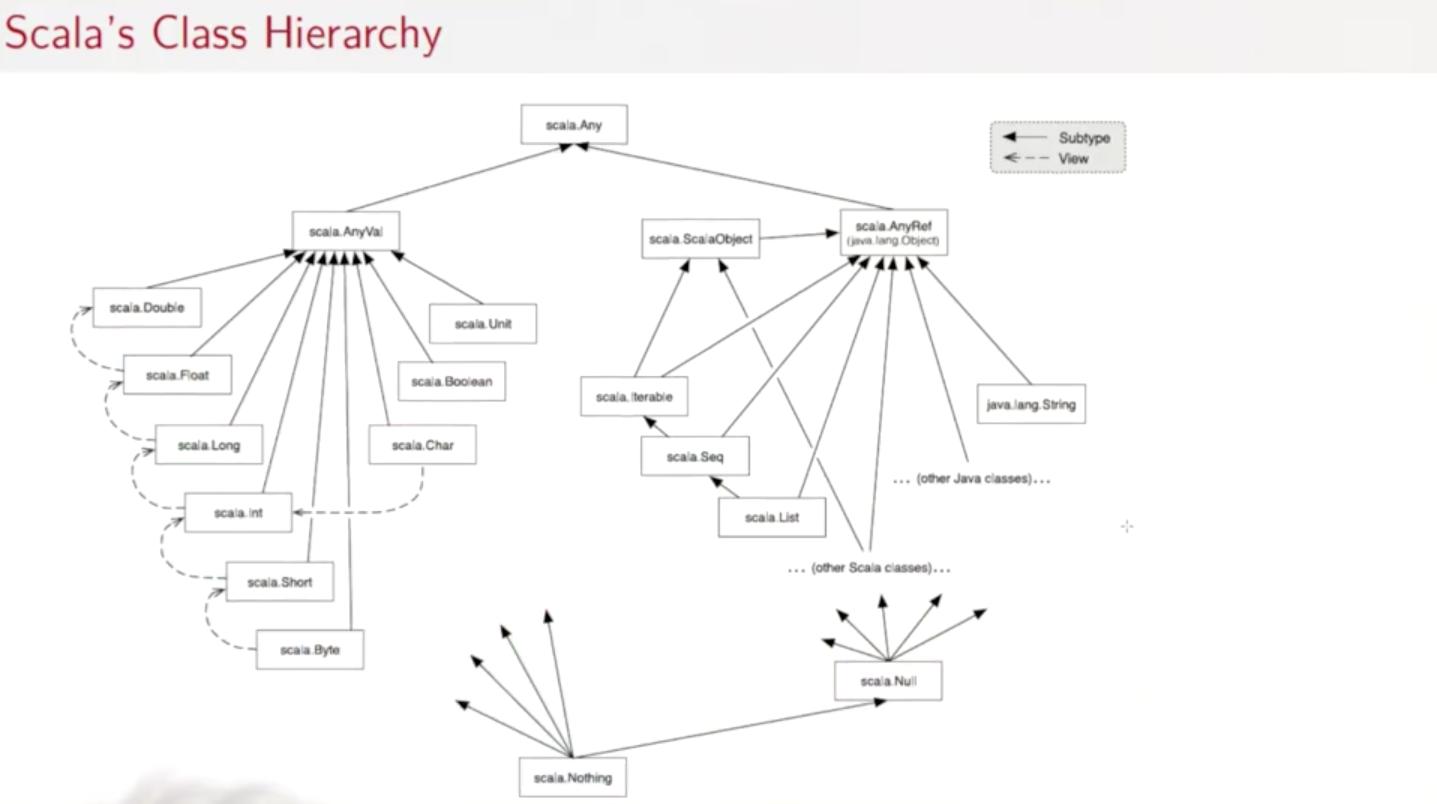 Scala's Class Hierarchy
scala.Any
Subtype
View
scala.AnyVal
scala.ScalaObject
scala.AnyRef
(java.lang.Object)
scala.Double
scala.Unit
scala.Float
scala.Boolean
scala.Iterable
java.lang.String
scala.Long
scala.Char
scala.Seq
... (other Java classes)...
scala.Int
scala.List
... (other Scala classes)...
scala.Short
scala.Byte
scala.Null
scala.Nothing